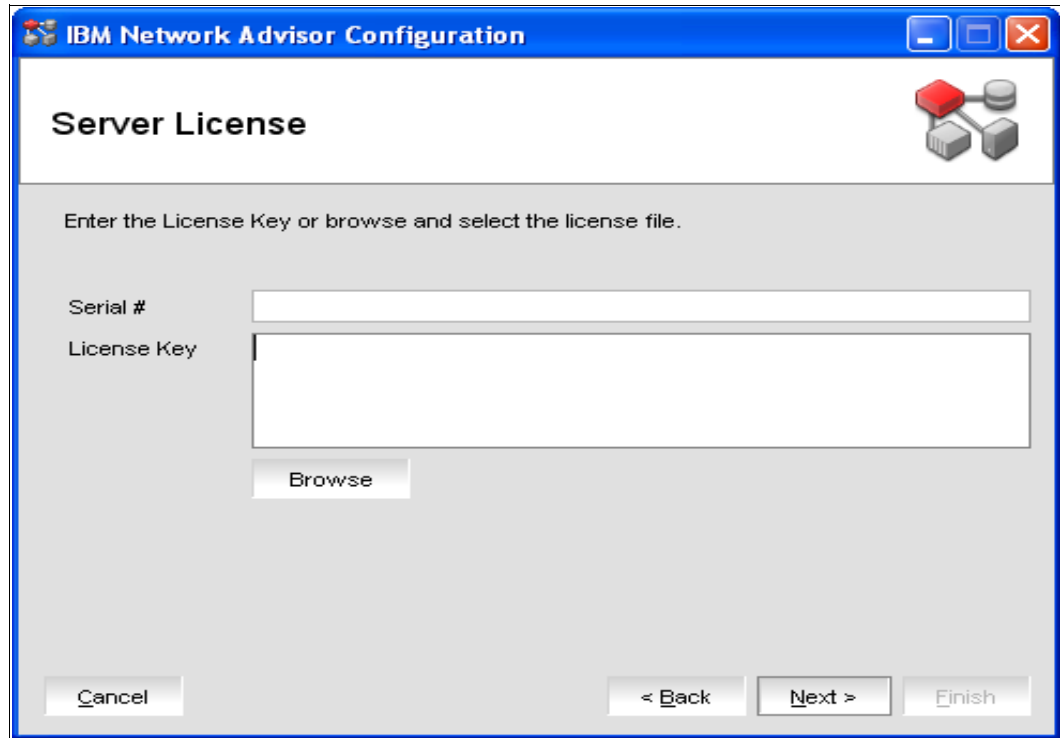 IBM Network Advisor Configuration
Server License
Enter the License Key or browse and select the license file.
Serial #
License Key
Browse
Cancel
< Back
Next >
Finish